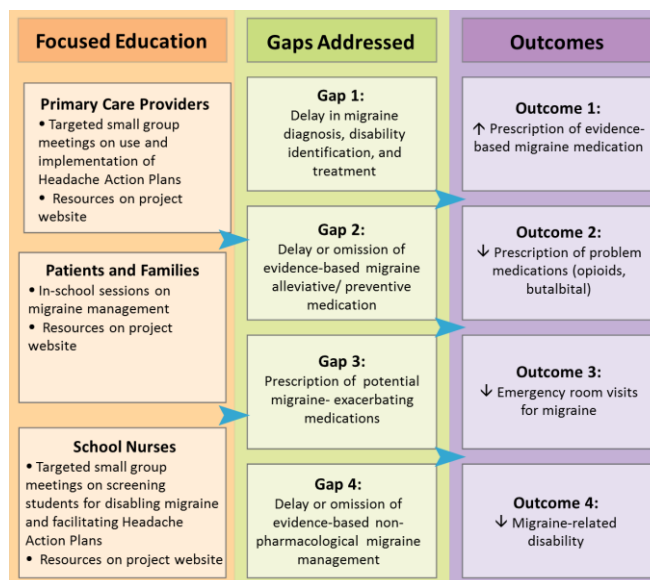 Focused Education
Primary Care Providers
• Targeted small group
meetings on use and
implementation of
Headache Action Plans
• Resources on project
website
Patients and Families
• In-school sessions on
migraine management
• Resources on project
website
School Nurses
• Targeted small group
meetings on screening
students for disabling migraine
and facilitating Headache
Action Plans
• Resources on project website
Gaps Addressed
Gap 1:
Delay in migraine
diagnosis, disability
identification, and
treatment
Gap 2:
Delay or omission of
evidence-based migraine
alleviative/ preventive
medication
Gap 3:
Prescription of potential
migraine- exacerbating
medications
Gap 4:
Delay or omission of
evidence-based non-
pharmacological migraine
management
Outcomes
Outcome 1:
↑ Prescription of evidence-
based migraine medication
Outcome 2:
↓ Prescription of problem
medications (opioids,
butalbital)
Outcome 3:
↓ Emergency room visits
for migraine
Outcome 4:
↓ Migraine-related
disability